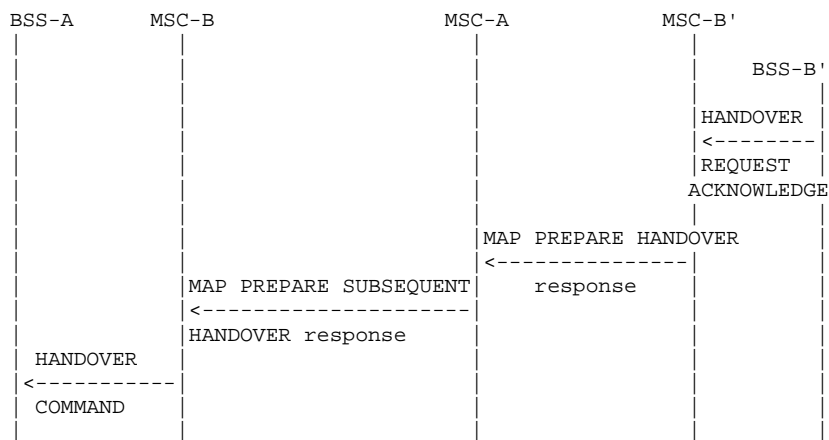 BSS-A MSC-B MSC-A MSC-B'
BSS-B'
HANDOVER
<--------
REQUEST
ACKNOWLEDGE
MAP PREPARE HANDOVER
<---------------
MAP PREPARE SUBSEQUENT response
<---------------------
HANDOVER response
HANDOVER
<-----------
COMMAND